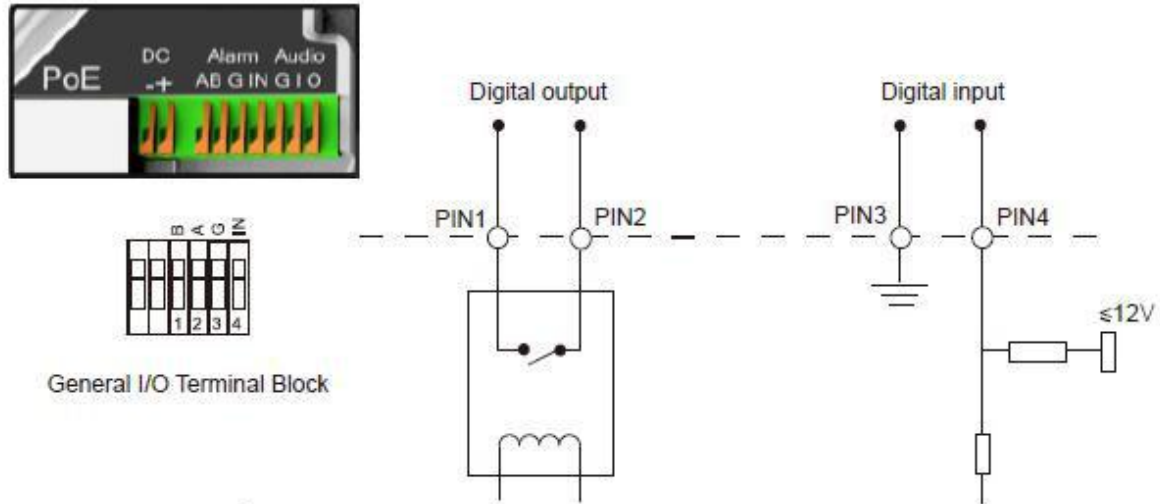 DC Alarm Audio
PoE -+ AB G IN G I O
Digital output
Digital input
PIN1
PIN2
PIN3
PIN4
B A G IN
1 2 3 4
≤12V
General I/O Terminal Block